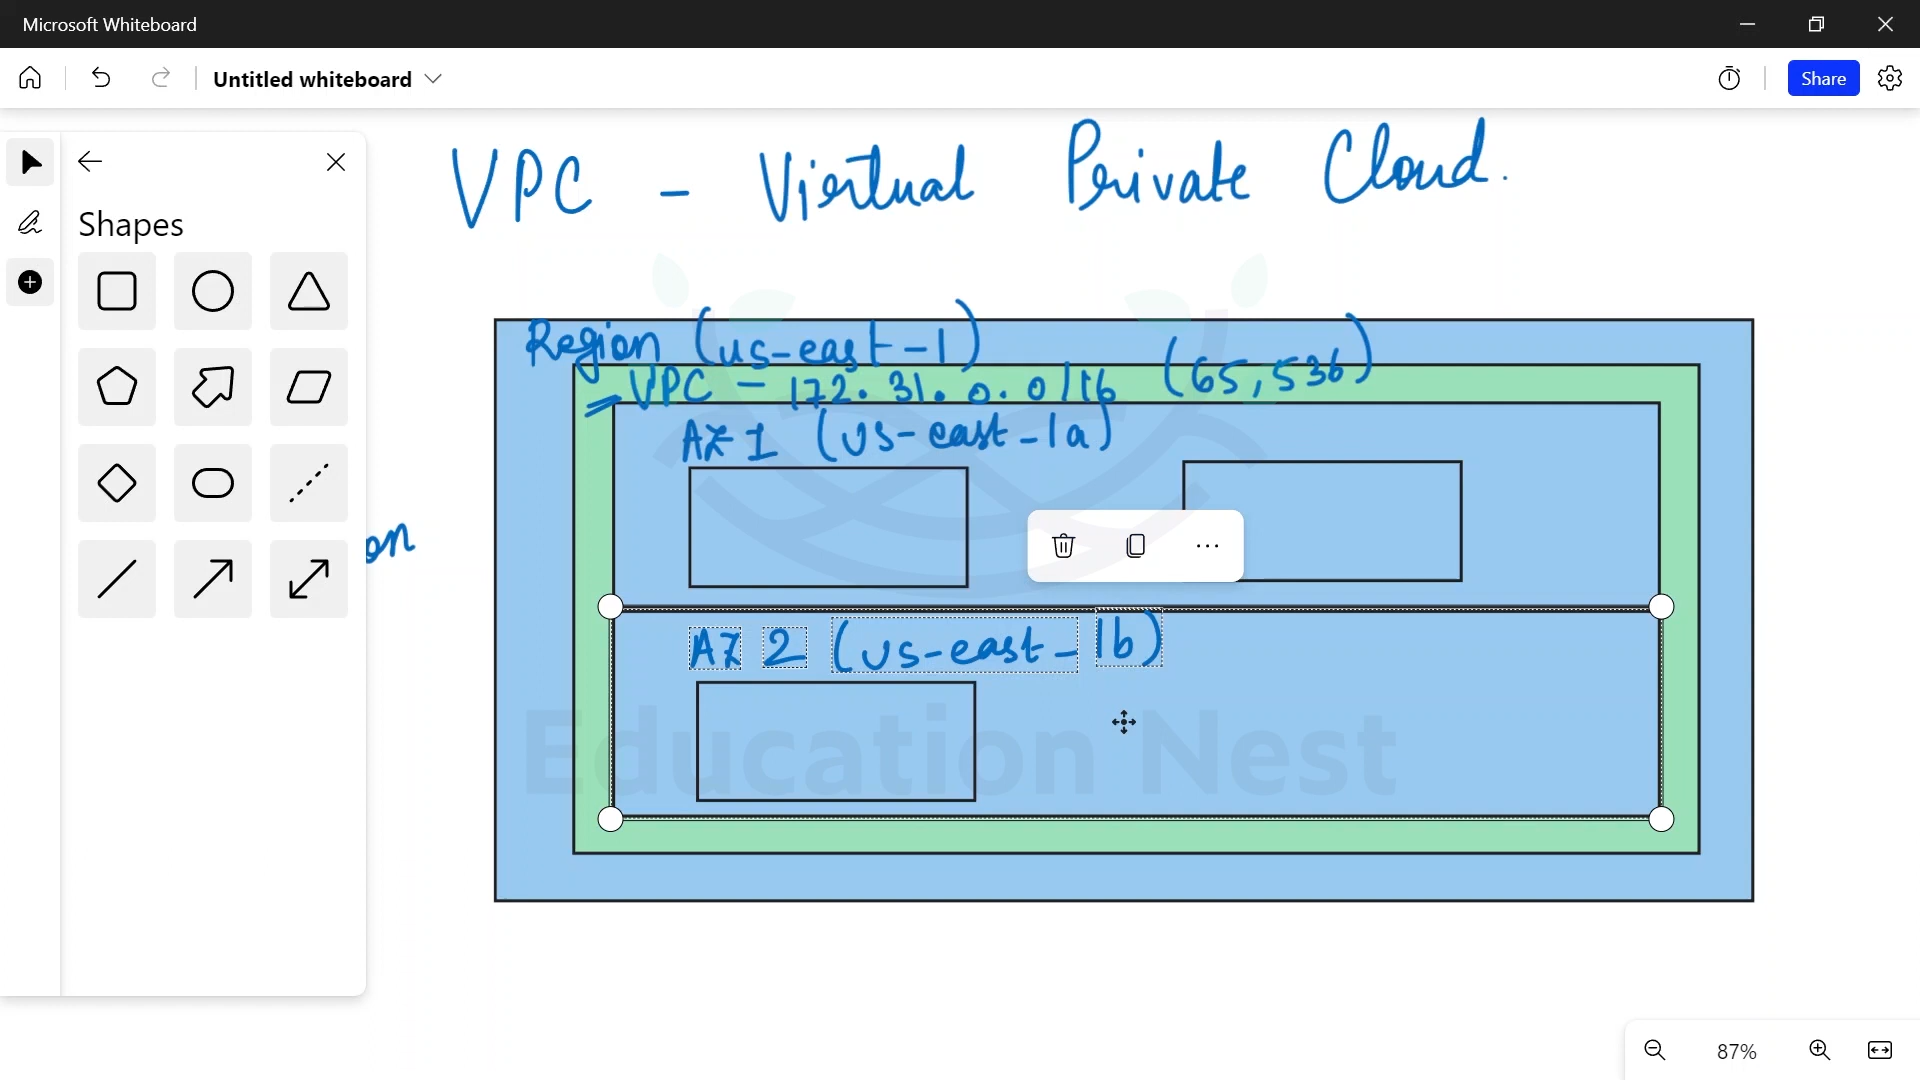 Microsoft Whiteboard
Untitled whiteboard
Share
Shapes
VPC - Virtual Private Cloud.
Region (us-east-1)
VPC - 172.31.0.0/16 (65,536)
AZ 1 (us-east-1a)
on
AZ 2 (us-east-1b)
Education Nest
87%